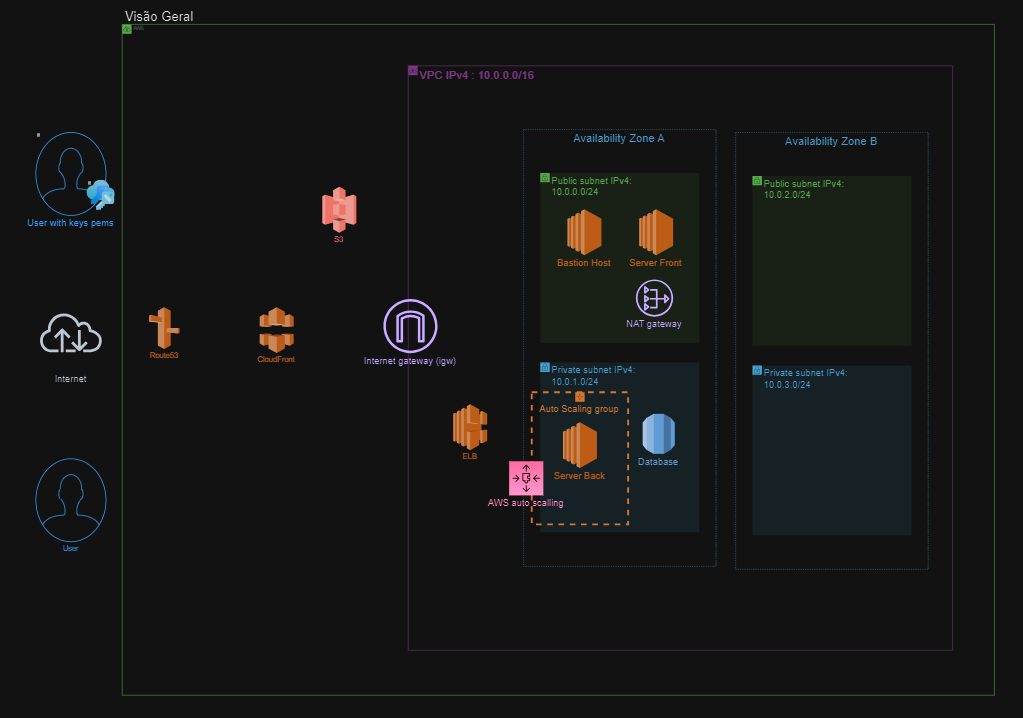 Visão Geral
AWS
VPC IPv4 : 10.0.0.0/16
Availability Zone A
Availability Zone B
Public subnet IPv4:
10.0.0.0/24
Public subnet IPv4:
10.0.2.0/24
User with keys pems
S3
Bastion Host
Server Front
NAT gateway
Internet
Route53
CloudFront
Internet gateway (igw)
Private subnet IPv4:
10.0.1.0/24
Private subnet IPv4:
10.0.3.0/24
Auto Scaling group
ELB
Server Back
Database
AWS auto scalling
User